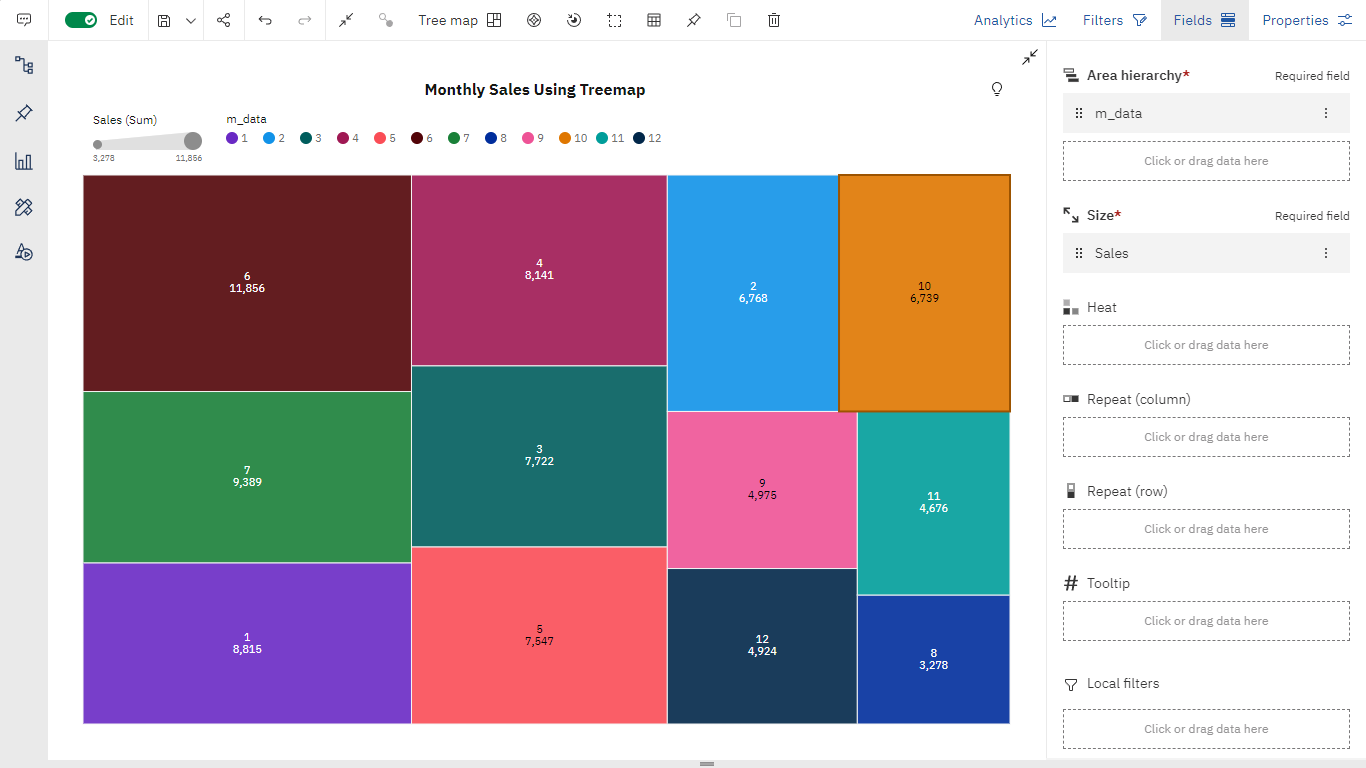 Edit
Tree map
Analytics
Filters
Fields
Properties
Monthly Sales Using Treemap
Sales (Sum)
3,278
11,856
m_data
1 2 3 4 5 6 7 8 9 10 11 12
6
11,856
4
8,141
2
6,768
10
6,739
7
9,389
3
7,722
9
4,975
11
4,676
1
8,815
5
7,547
12
4,924
8
3,278
Area hierarchy* Required field
m_data
Click or drag data here
Size* Required field
Sales
Heat
Click or drag data here
Repeat (column)
Click or drag data here
Repeat (row)
Click or drag data here
Tooltip
Click or drag data here
Local filters
Click or drag data here